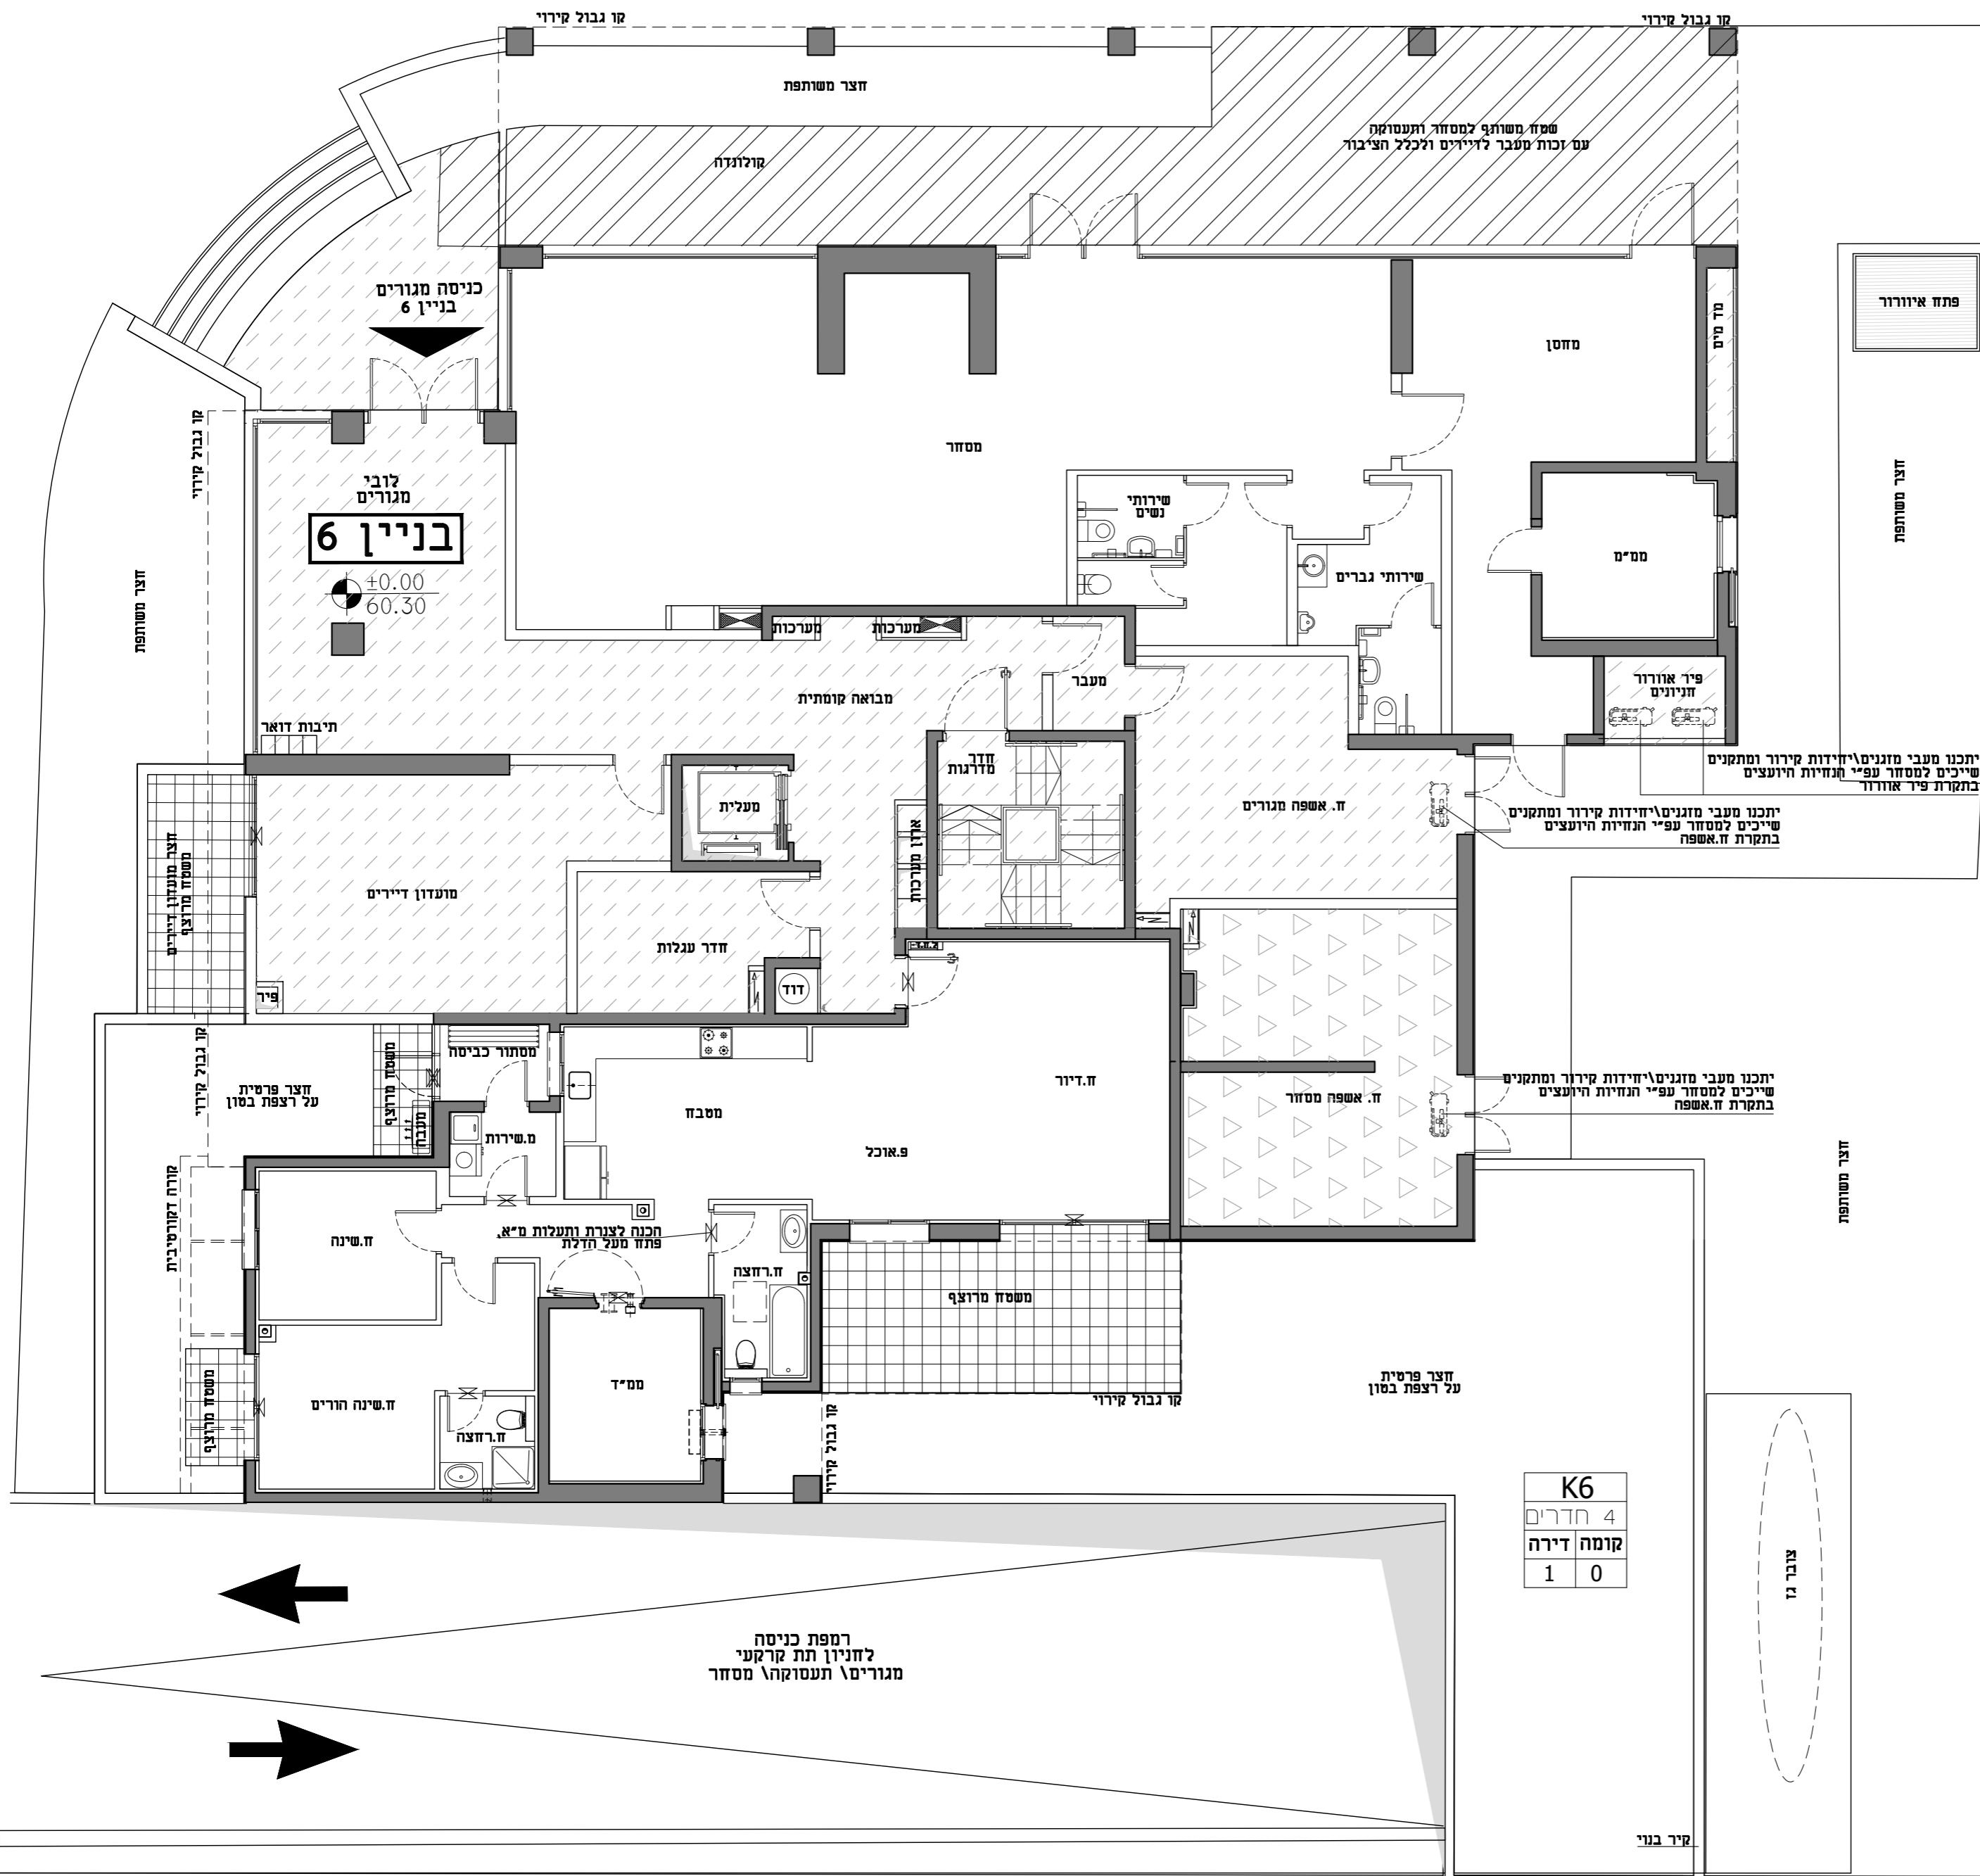 קו גבול קירוי
קו גבול קירוי
חצר משותפת
שטח משותף למסחר ותעסוקה
עם זכות מעבר לדיירים ולכלל הציבור
קולונדה
כניסה מגורים
בניין 6
פתח איוורור
מד מים
מחסן
מסחר
קו גבול קירוי
לובי
מגורים
בניין 6
±0.00
60.30
חצר משותפת
שירותי
נשים
שירותי גברים
ממ"מ
חצר משותפת
מערכות
מערכות
מעבר
מבואה קומתית
פיר אוורור
חניונים
תיבות דואר
חדר
מדרגות
מעלית
ארון מערכות
ח. אשפה מגורים
יתכנו מעבי מזגנים\יחידות קירור ומתקנים
שייכים למסחר עפ"י הנחיות היועצים
בתקרת פיר אוורור
יתכנו מעבי מזגנים\יחידות קירור ומתקנים
שייכים למסחר עפ"י הנחיות היועצים
בתקרת ח.אשפה
חצר מועדון דיירים
משטח מרוצף
מועדון דיירים
חדר עגלות
דוד
פיר
קו גבול קירוי
חצר פרטית
על רצפת בטון
משטח מרוצף
מעבה
מסתור כביסה
מ.שירות
מטבח
ח.דיור
פ.אוכל
ח. אשפה מסחר
יתכנו מעבי מזגנים\יחידות קירור ומתקנים
שייכים למסחר עפ"י הנחיות היועצים
בתקרת ח.אשפה
חצר משותפת
קורה דקורטיבית
ח.שינה
הכנה לצנרת ותעלות מ"א,
פתח מעל הדלת
ח.רחצה
משטח מרוצף
קו גבול קירוי
ממ"ד
ח.שינה הורים
ח.רחצה
משטח מרוצף
קו גבול קירוי
חצר פרטית
על רצפת בטון
K6
4 חדרים
קומה דירה
0 1
צובר גז
רמפת כניסה
לחניון תת קרקעי
מגורים\ תעסוקה\ מסחר
קיר בנוי